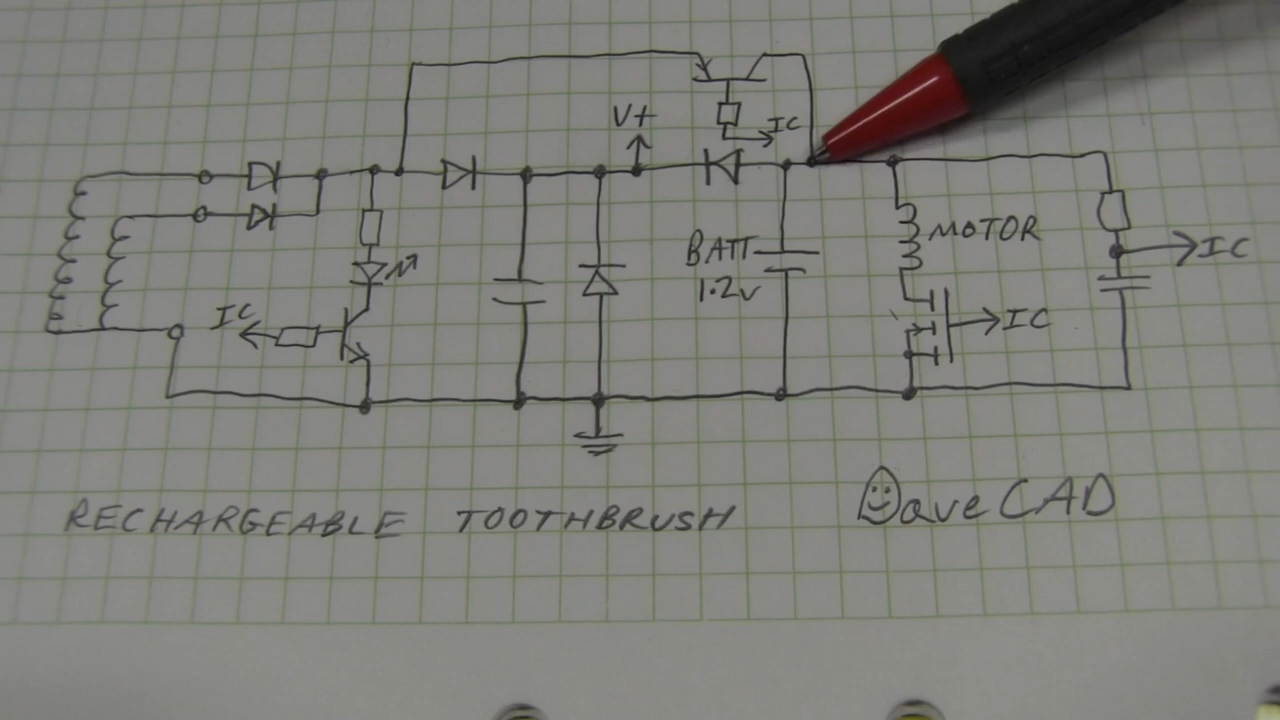 V+
IC
BATT
1.2v
MOTOR
IC
IC
IC
RECHARGEABLE TOOTHBRUSH
DaveCAD